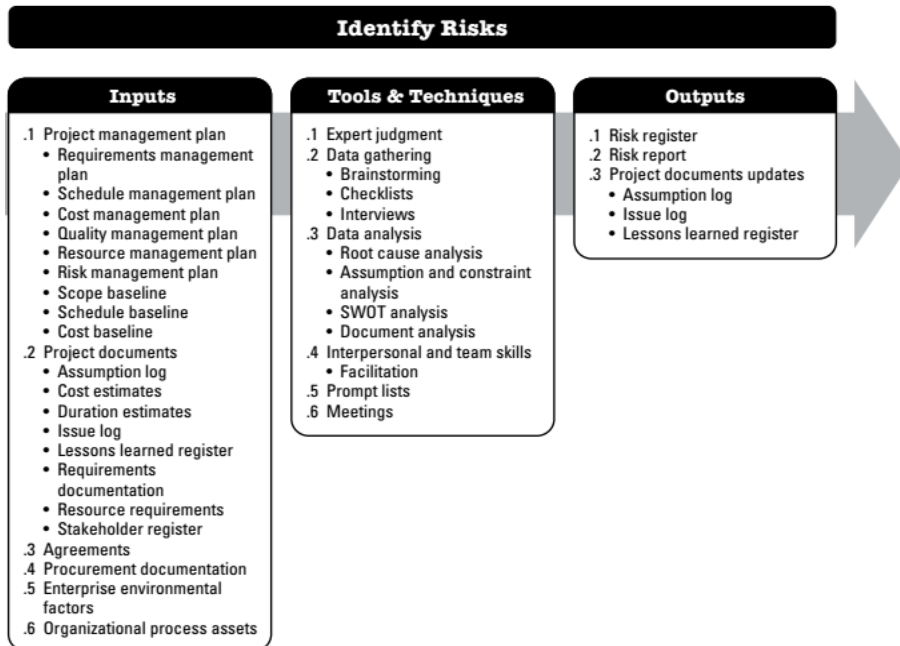 Identify Risks
Inputs
.1 Project management plan
• Requirements management
plan
• Schedule management plan
• Cost management plan
• Quality management plan
• Resource management plan
• Risk management plan
• Scope baseline
• Schedule baseline
• Cost baseline
.2 Project documents
• Assumption log
• Cost estimates
• Duration estimates
• Issue log
• Lessons learned register
• Requirements
documentation
• Resource requirements
• Stakeholder register
.3 Agreements
.4 Procurement documentation
.5 Enterprise environmental
factors
.6 Organizational process assets
Tools & Techniques
.1 Expert judgment
.2 Data gathering
• Brainstorming
• Checklists
• Interviews
.3 Data analysis
• Root cause analysis
• Assumption and constraint
analysis
• SWOT analysis
• Document analysis
.4 Interpersonal and team skills
• Facilitation
.5 Prompt lists
.6 Meetings
Outputs
.1 Risk register
.2 Risk report
.3 Project documents updates
• Assumption log
• Issue log
• Lessons learned register